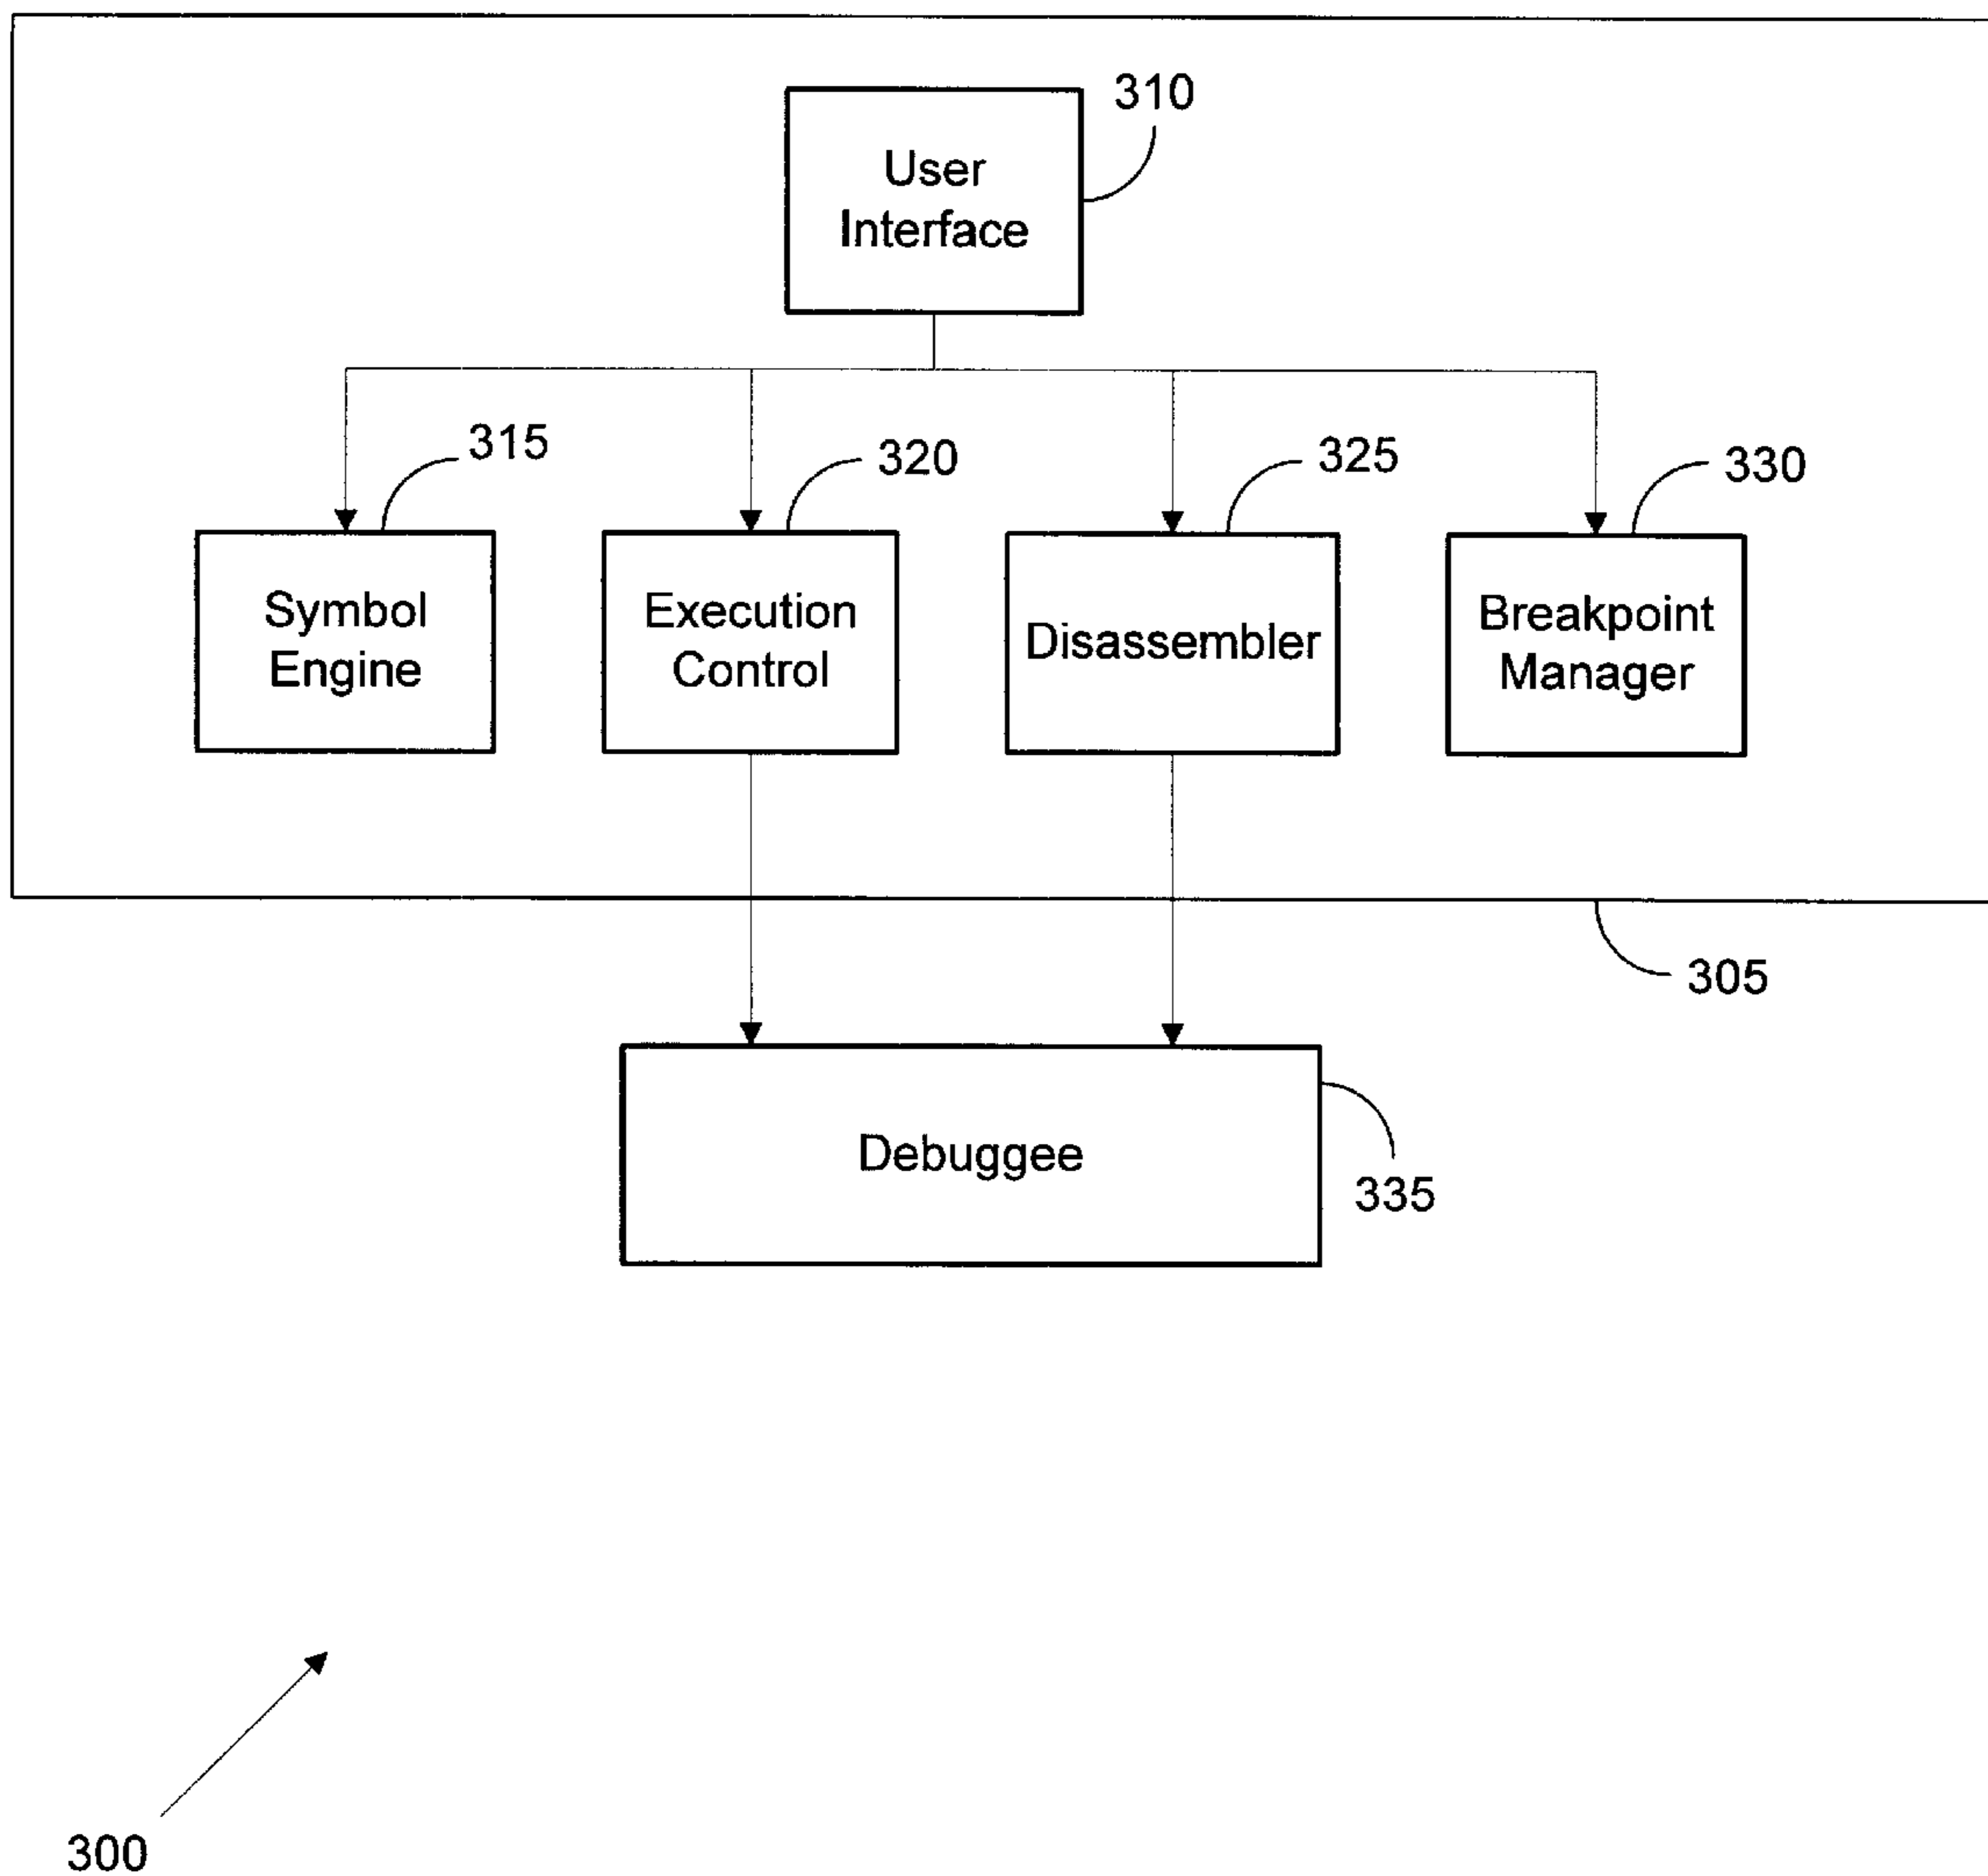 310
User
Interface
315
320
325
330
Symbol
Engine
Execution
Control
Disassembler
Breakpoint
Manager
305
Debuggee
335
300